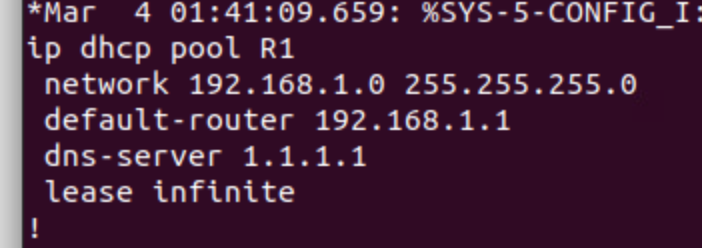 *Mar  4 01:41:09.659: %SYS-5-CONFIG_I:
ip dhcp pool R1
 network 192.168.1.0 255.255.255.0
 default-router 192.168.1.1
 dns-server 1.1.1.1
 lease infinite
!